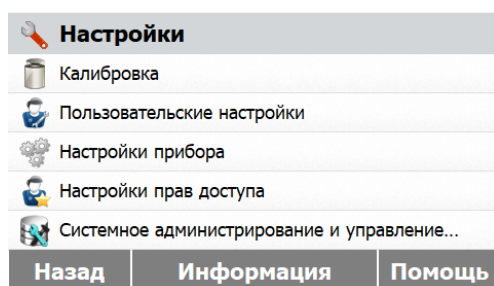 Настройки
Калибровка
Пользовательские настройки
Настройки прибора
Настройки прав доступа
Системное администрирование и управление...
Назад Информация Помощь